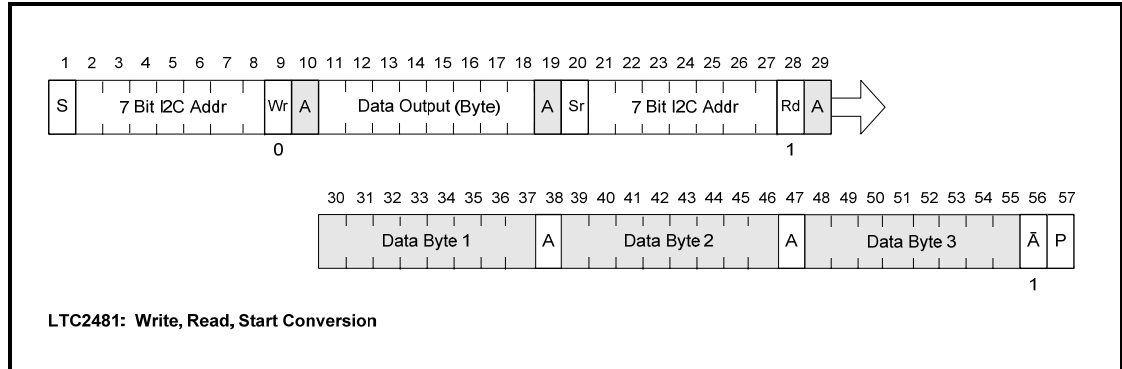 1 2 3 4 5 6 7 8 9 10 11 12 13 14 15 16 17 18 19 20 21 22 23 24 25 26 27 28 29
S 7 Bit I2C Addr Wr A Data Output (Byte) A Sr 7 Bit I2C Addr Rd A
0 1
30 31 32 33 34 35 36 37 38 39 40 41 42 43 44 45 46 47 48 49 50 51 52 53 54 55 56 57
Data Byte 1 A Data Byte 2 A Data Byte 3 Ā P
1
LTC2481: Write, Read, Start Conversion